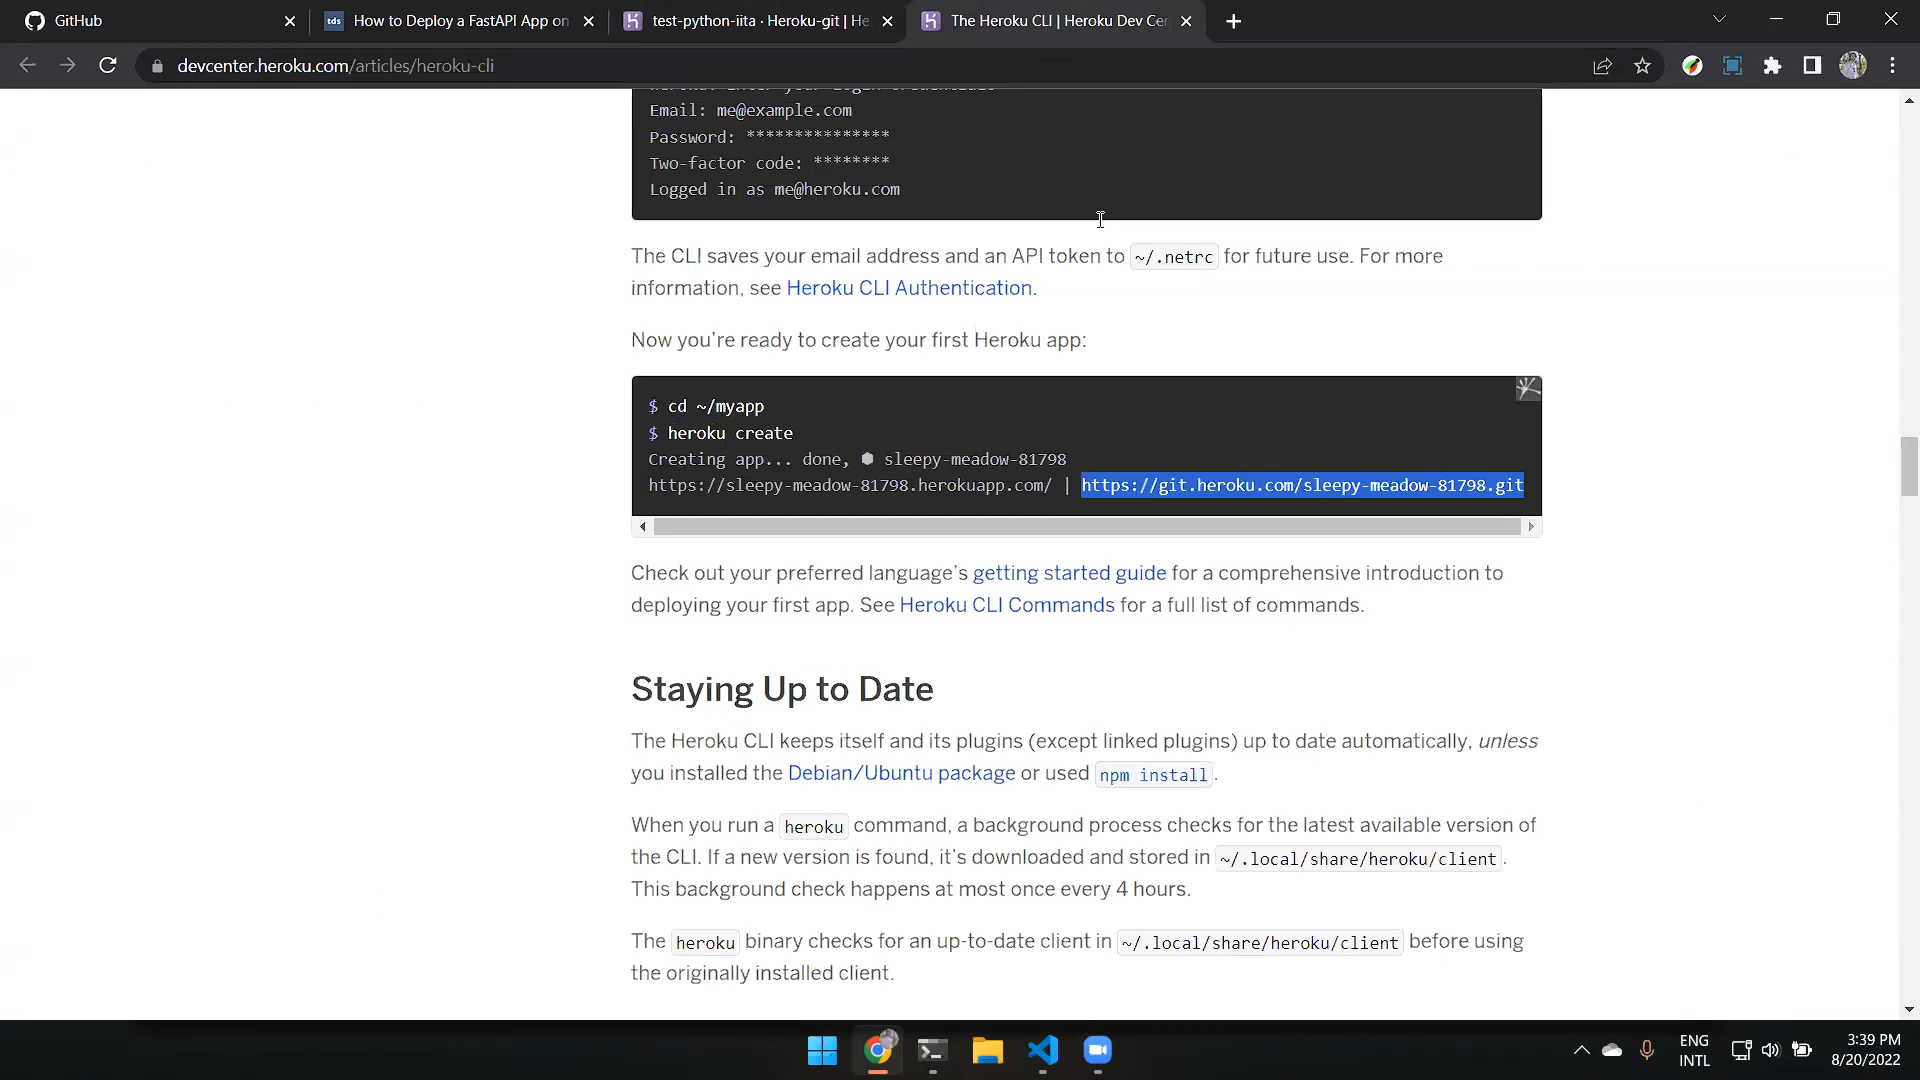 GitHub
tds How to Deploy a FastAPI App on
test-python-iita · Heroku-git | He
The Heroku CLI | Heroku Dev Cen
devcenter.heroku.com/articles/heroku-cli
Email: me@example.com
Password: ***************
Two-factor code: ********
Logged in as me@heroku.com
The CLI saves your email address and an API token to ~/.netrc for future use. For more
information, see Heroku CLI Authentication.
Now you’re ready to create your first Heroku app:
$ cd ~/myapp
$ heroku create
Creating app... done, ⬢ sleepy-meadow-81798
https://sleepy-meadow-81798.herokuapp.com/ | https://git.heroku.com/sleepy-meadow-81798.git
Check out your preferred language’s getting started guide for a comprehensive introduction to
deploying your first app. See Heroku CLI Commands for a full list of commands.
Staying Up to Date
The Heroku CLI keeps itself and its plugins (except linked plugins) up to date automatically, unless
you installed the Debian/Ubuntu package or used npm install.
When you run a heroku command, a background process checks for the latest available version of
the CLI. If a new version is found, it’s downloaded and stored in ~/.local/share/heroku/client.
This background check happens at most once every 4 hours.
The heroku binary checks for an up-to-date client in ~/.local/share/heroku/client before using
the originally installed client.
ENG
INTL
3:39 PM
8/20/2022